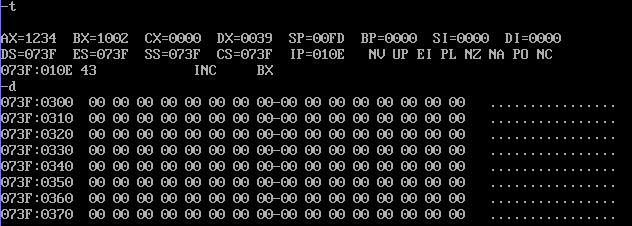 -t

AX=1234  BX=1002  CX=0000  DX=0039  SP=00FD  BP=0000  SI=0000  DI=0000
DS=073F  ES=073F  SS=073F  CS=073F  IP=010E   NV UP EI PL NZ NA PO NC
073F:010E 43            INC     BX
-d
073F:0300  00 00 00 00 00 00 00 00-00 00 00 00 00 00 00 00   ................
073F:0310  00 00 00 00 00 00 00 00-00 00 00 00 00 00 00 00   ................
073F:0320  00 00 00 00 00 00 00 00-00 00 00 00 00 00 00 00   ................
073F:0330  00 00 00 00 00 00 00 00-00 00 00 00 00 00 00 00   ................
073F:0340  00 00 00 00 00 00 00 00-00 00 00 00 00 00 00 00   ................
073F:0350  00 00 00 00 00 00 00 00-00 00 00 00 00 00 00 00   ................
073F:0360  00 00 00 00 00 00 00 00-00 00 00 00 00 00 00 00   ................
073F:0370  00 00 00 00 00 00 00 00-00 00 00 00 00 00 00 00   ................